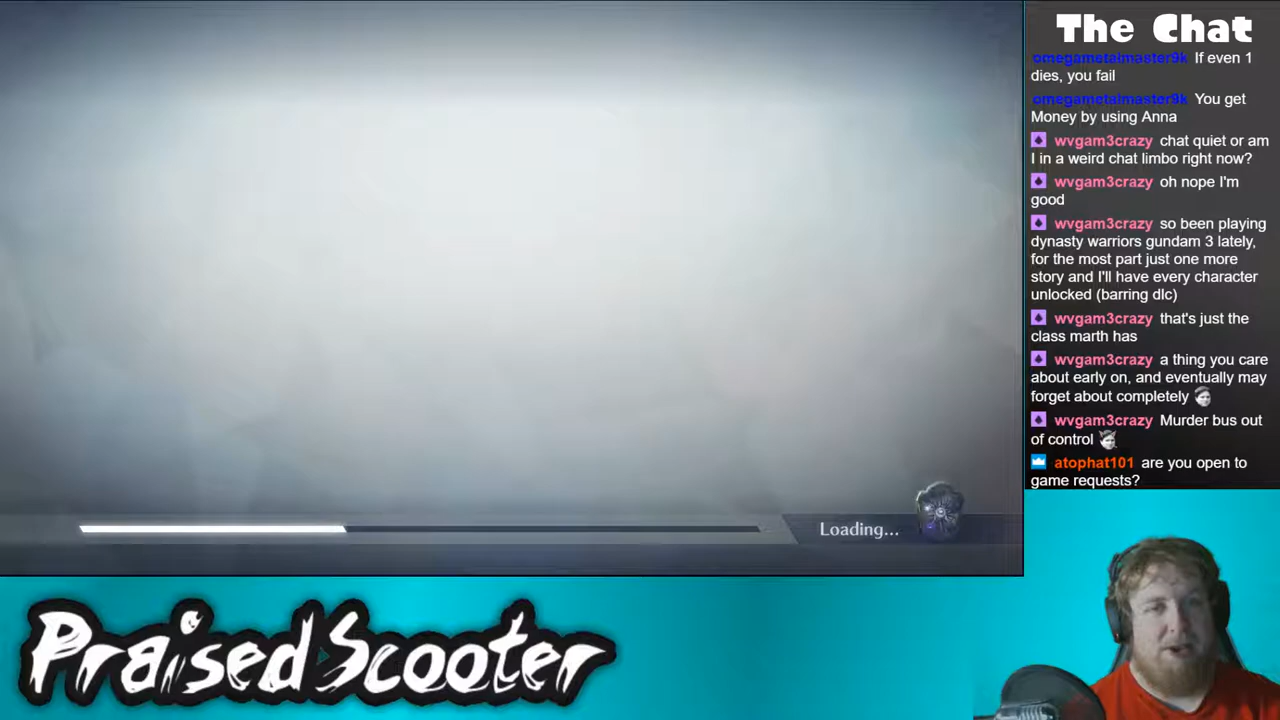 The Chat
omegametalmaster9k If even 1
dies, you fail
omegametalmaster9k You get
Money by using Anna
wvgam3crazy chat quiet or am
I in a weird chat limbo right now?
wvgam3crazy oh nope I'm
good
wvgam3crazy so been playing
dynasty warriors gundam 3 lately,
for the most part just one more
story and I'll have every character
unlocked (barring dlc)
wvgam3crazy that's just the
class marth has
wvgam3crazy a thing you care
about early on, and eventually may
forget about completely
wvgam3crazy Murder bus out
of control
atophat101 are you open to
game requests?
Loading...
PraisedScooter